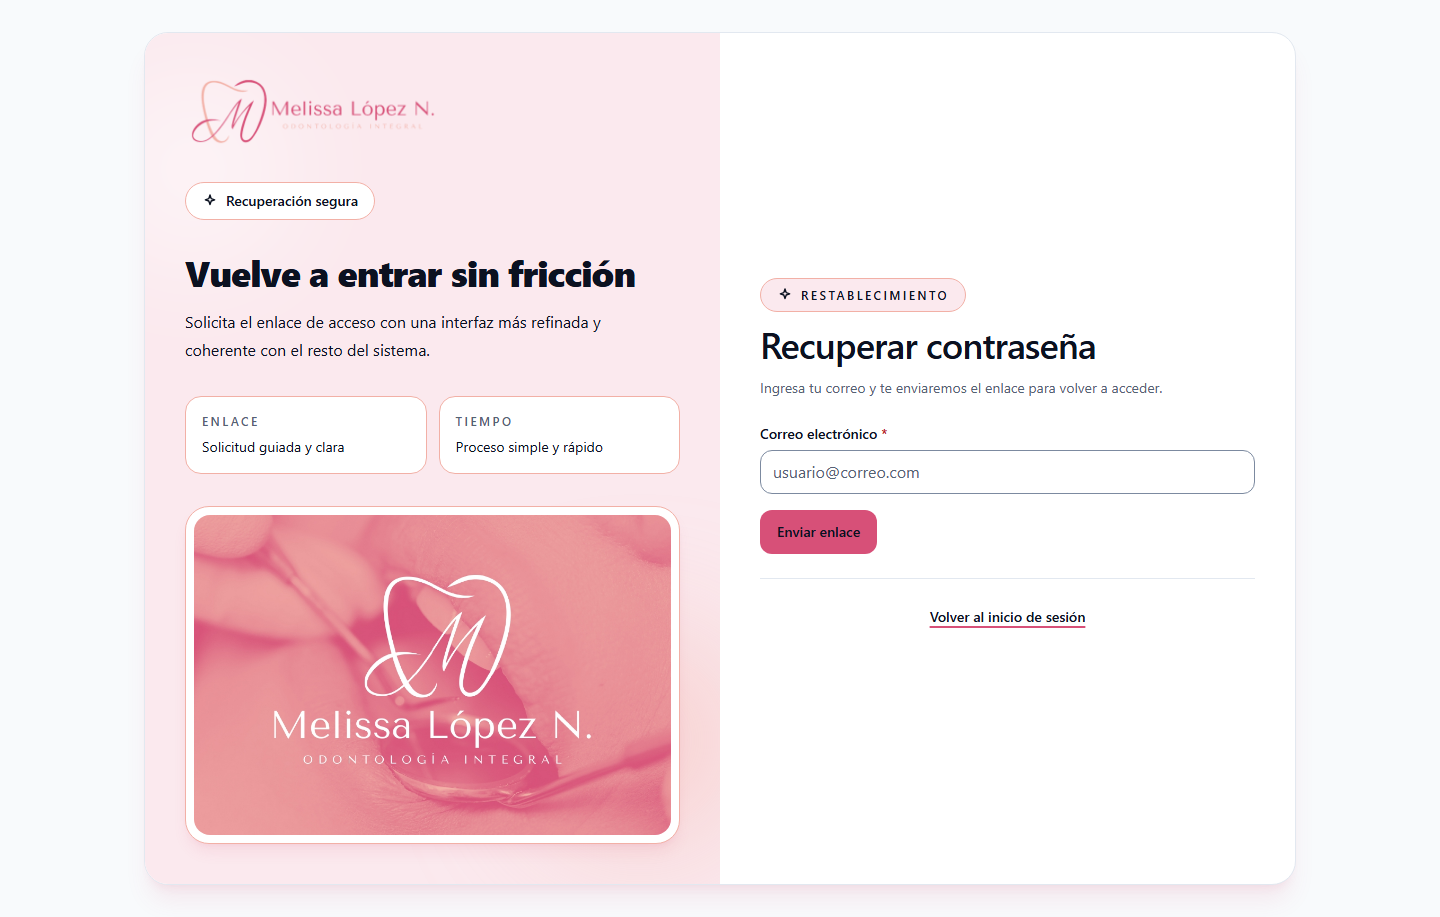 Melissa López N.
ODONTOLOGÍA INTEGRAL
Recuperación segura
Vuelve a entrar sin fricción
Solicita el enlace de acceso con una interfaz más refinada y
coherente con el resto del sistema.
ENLACE
Solicitud guiada y clara
TIEMPO
Proceso simple y rápido
M
Melissa López N.
ODONTOLOGÍA INTEGRAL
RESTABLECIMIENTO
Recuperar contraseña
Ingresa tu correo y te enviaremos el enlace para volver a acceder.
Correo electrónico *
usuario@correo.com
Enviar enlace
Volver al inicio de sesión